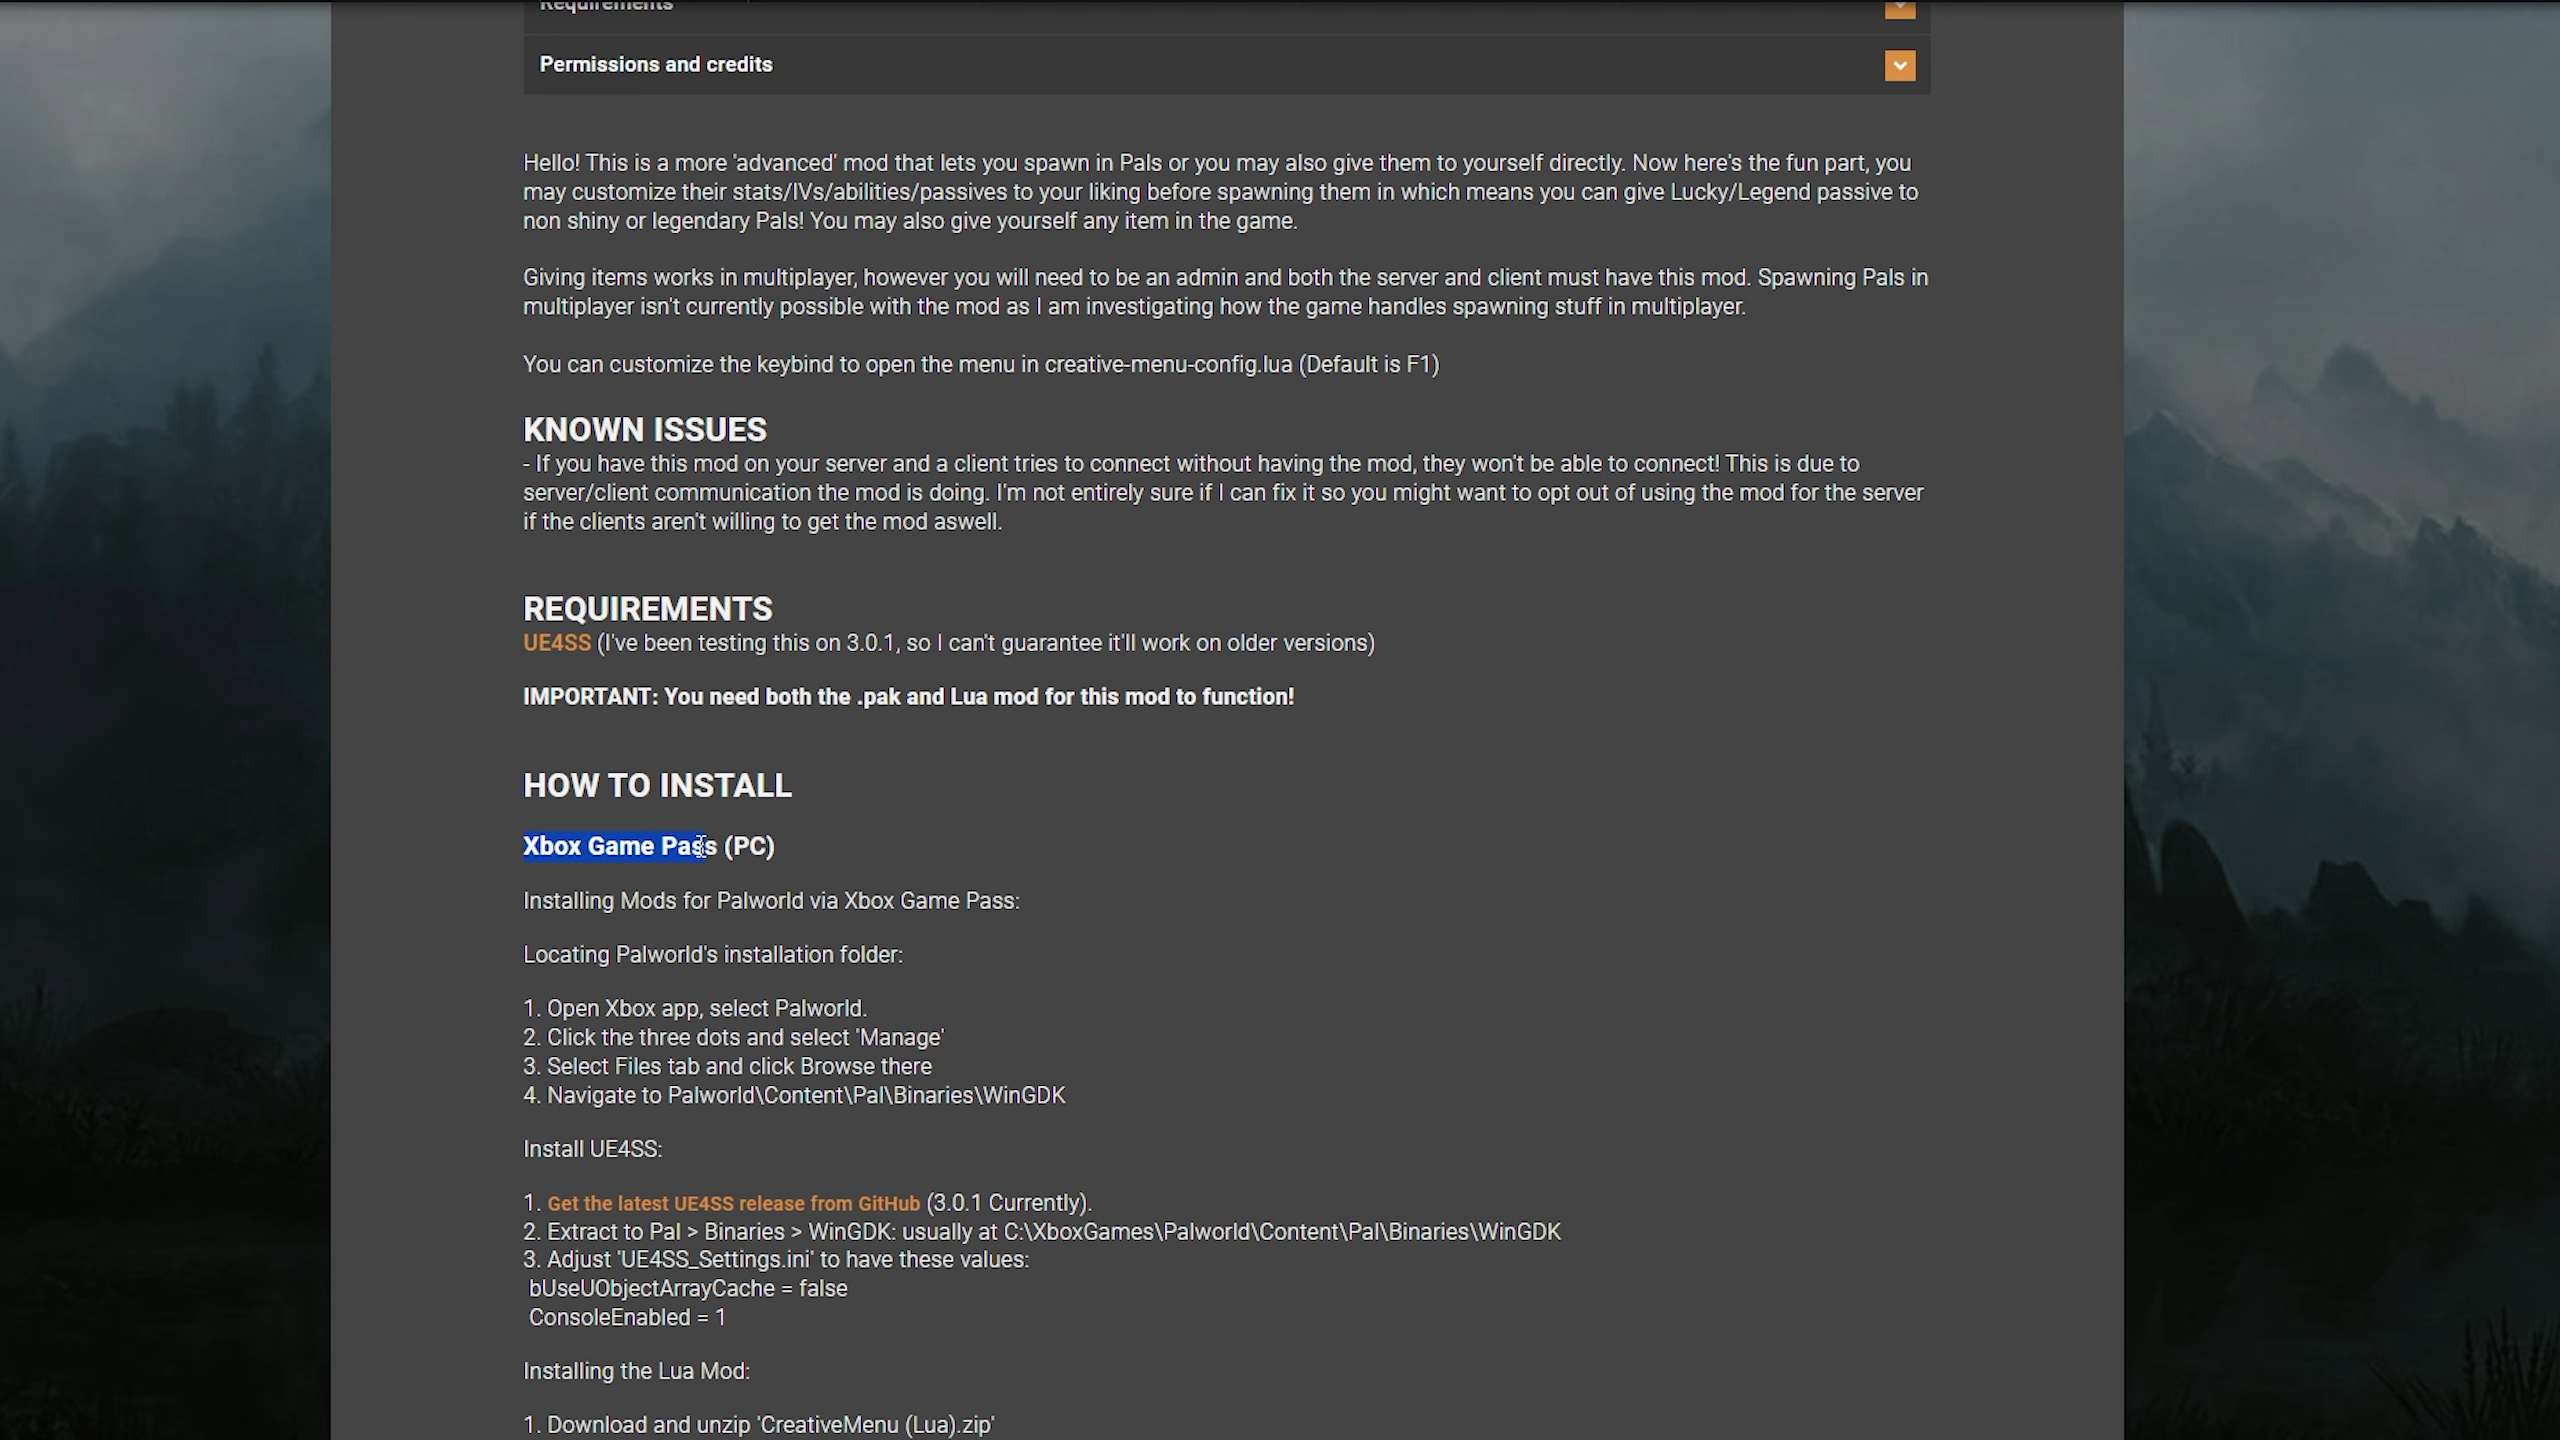 Requirements
Permissions and credits
Hello! This is a more 'advanced' mod that lets you spawn in Pals or you may also give them to yourself directly. Now here's the fun part, you
may customize their stats/IVs/abilities/passives to your liking before spawning them in which means you can give Lucky/Legend passive to
non shiny or legendary Pals! You may also give yourself any item in the game.
Giving items works in multiplayer, however you will need to be an admin and both the server and client must have this mod. Spawning Pals in
multiplayer isn't currently possible with the mod as I am investigating how the game handles spawning stuff in multiplayer.
You can customize the keybind to open the menu in creative-menu-config.lua (Default is F1)
KNOWN ISSUES
- If you have this mod on your server and a client tries to connect without having the mod, they won't be able to connect! This is due to
server/client communication the mod is doing. I'm not entirely sure if I can fix it so you might want to opt out of using the mod for the server
if the clients aren't willing to get the mod aswell.
REQUIREMENTS
UE4SS (I've been testing this on 3.0.1, so I can't guarantee it'll work on older versions)
IMPORTANT: You need both the .pak and Lua mod for this mod to function!
HOW TO INSTALL
Xbox Game Pass (PC)
Installing Mods for Palworld via Xbox Game Pass:
Locating Palworld's installation folder:
1. Open Xbox app, select Palworld.
2. Click the three dots and select 'Manage'
3. Select Files tab and click Browse there
4. Navigate to Palworld\Content\Pal\Binaries\WinGDK
Install UE4SS:
1. Get the latest UE4SS release from GitHub (3.0.1 Currently).
2. Extract to Pal > Binaries > WinGDK: usually at C:\XboxGames\Palworld\Content\Pal\Binaries\WinGDK
3. Adjust 'UE4SS_Settings.ini' to have these values:
bUseUObjectArrayCache = false
ConsoleEnabled = 1
Installing the Lua Mod:
1. Download and unzip 'CreativeMenu (Lua).zip'